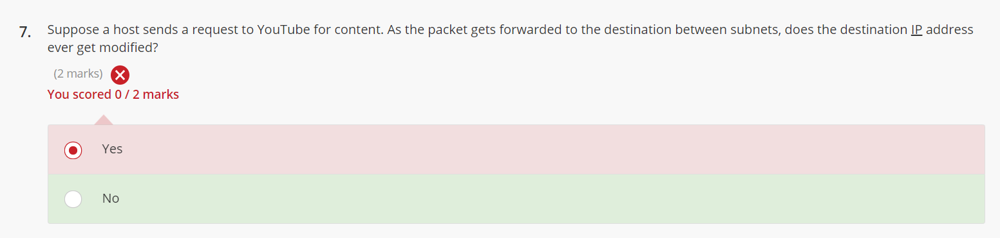 7. Suppose a host sends a request to YouTube for content. As the packet gets forwarded to the destination between subnets, does the destination IP address
ever get modified?
(2 marks)
You scored 0 / 2 marks
Yes
No